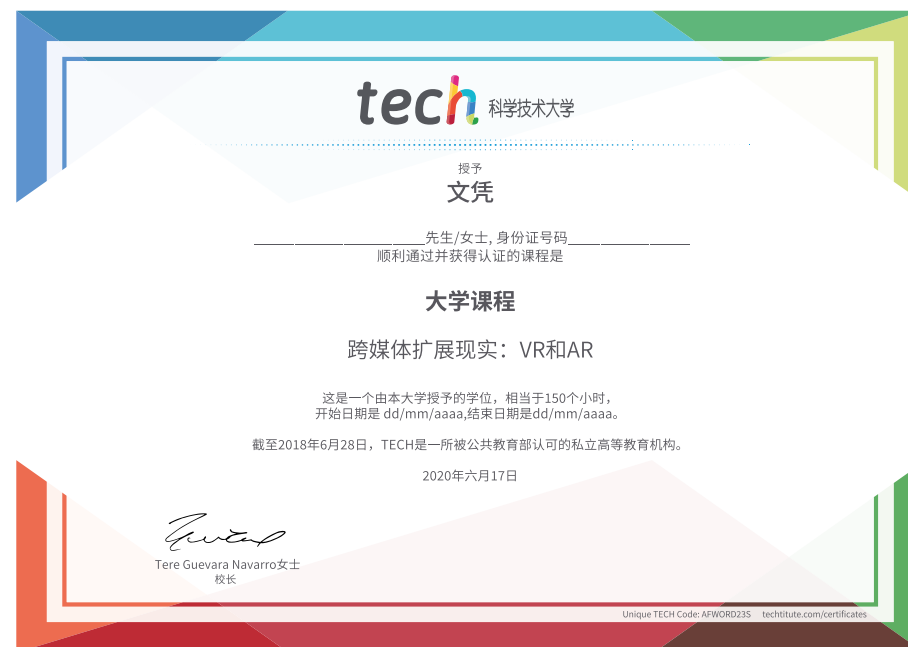 tech 科学技术大学
授予
文凭
先生/女士, 身份证号码
顺利通过并获得认证的课程是
大学课程
跨媒体扩展现实：VR和AR
这是一个由本大学授予的学位，相当于150个小时，
开始日期是 dd/mm/aaaa,结束日期是dd/mm/aaaa。
截至2018年6月28日，TECH是一所被公共教育部认可的私立高等教育机构。
2020年六月17日
Tere Guevara Navarro女士
校长
Unique TECH Code: AFWORD23S techtitute.com/certificates